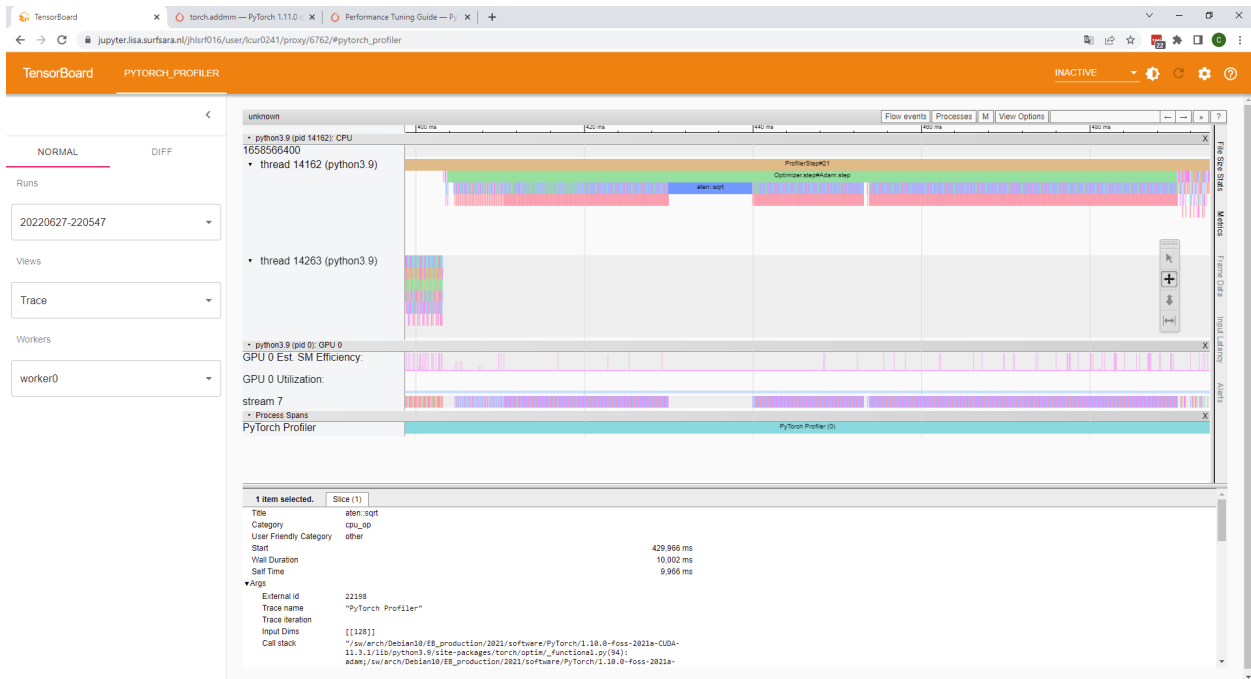 TensorBoard
torch.addmm — PyTorch 1.11.0 d
Performance Tuning Guide — Py
jupyter.lisa.surfsara.nl/jhlsrf016/user/lcur0241/proxy/6762/#pytorch_profiler
22
C
TensorBoard PYTORCH_PROFILER INACTIVE
NORMAL DIFF
Runs
20220627-220547
Views
Trace
Workers
worker0
unknown Flow events Processes M View Options ← → » ?
400 ms 420 ms 440 ms 460 ms 480 ms
python3.9 (pid 14162): CPU X
1658566400
thread 14162 (python3.9)
ProfilerStep#21
Optimizer.step#Adam.step
aten::sqrt
thread 14263 (python3.9)
python3.9 (pid 0): GPU 0 X
GPU 0 Est. SM Efficiency:
GPU 0 Utilization:
stream 7
Process Spans X
PyTorch Profiler PyTorch Profiler (0)
File Size Stats
Metrics
Frame Data
Input Latency
Alerts
1 item selected. Slice (1)
Title aten::sqrt
Category cpu_op
User Friendly Category other
Start 429,966 ms
Wall Duration 10,002 ms
Self Time 9,966 ms
▼Args
External id 22198
Trace name "PyTorch Profiler"
Trace iteration
Input Dims [[128]]
Call stack "/sw/arch/Debian10/EB_production/2021/software/PyTorch/1.10.0-foss-2021a-CUDA-
11.3.1/lib/python3.9/site-packages/torch/optim/_functional.py(94):
adam;/sw/arch/Debian10/EB_production/2021/software/PyTorch/1.10.0-foss-2021a-